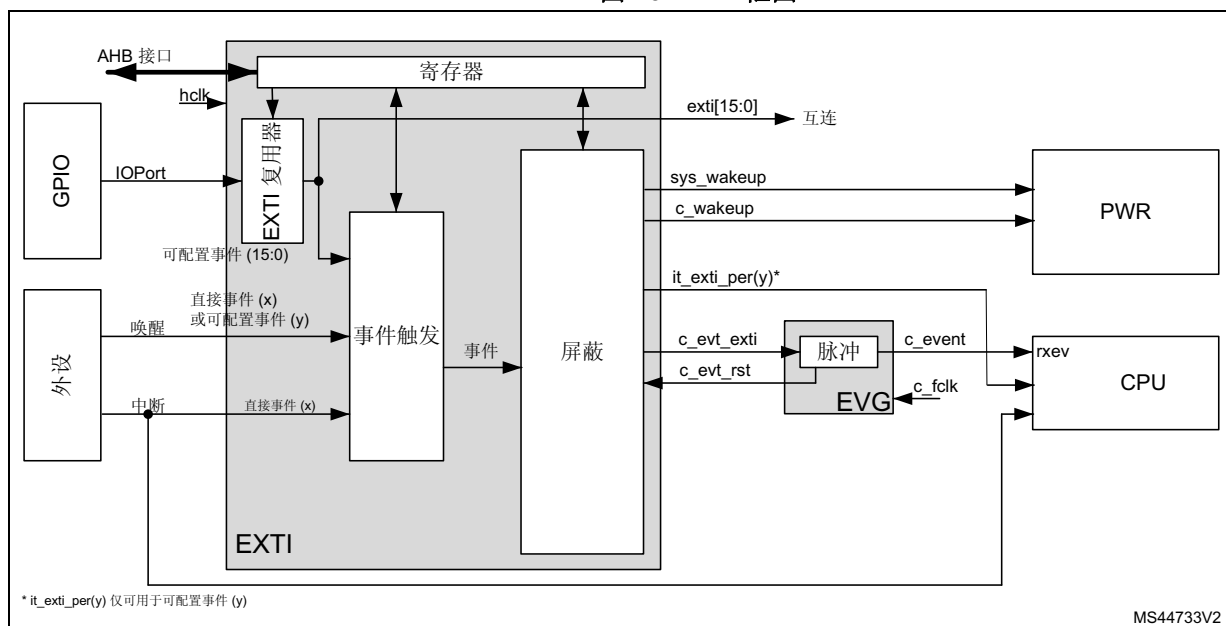 AHB 接口
寄存器
hclk
exti[15:0]
互连
GPIO
IOPort
EXTI 复用器
sys_wakeup
c_wakeup
PWR
可配置事件 (15:0)
it_exti_per(y)*
直接事件 (x)
或可配置事件 (y)
外设
唤醒
事件触发
事件
屏蔽
c_evt_exti
脉冲
c_event
rxev
CPU
c_evt_rst
c_fclk
EVG
中断
直接事件 (x)
EXTI
* it_exti_per(y) 仅可用于可配置事件 (y)
MS44733V2